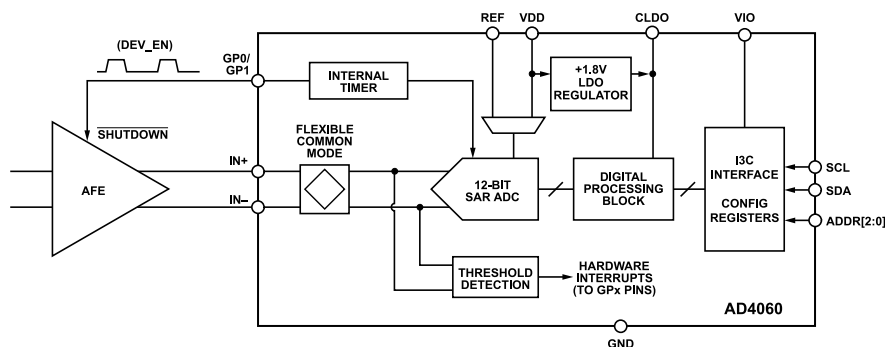 REF
VDD
CLDO
VIO
(DEV_EN)
GP0/
GP1
INTERNAL
TIMER
+1.8V
LDO
REGULATOR
SHUTDOWN
FLEXIBLE
COMMON
MODE
IN+
IN–
AFE
12-BIT
SAR ADC
DIGITAL
PROCESSING
BLOCK
I3C
INTERFACE
CONFIG
REGISTERS
SCL
SDA
ADDR[2:0]
THRESHOLD
DETECTION
HARDWARE
INTERRUPTS
(TO GPx PINS)
AD4060
GND